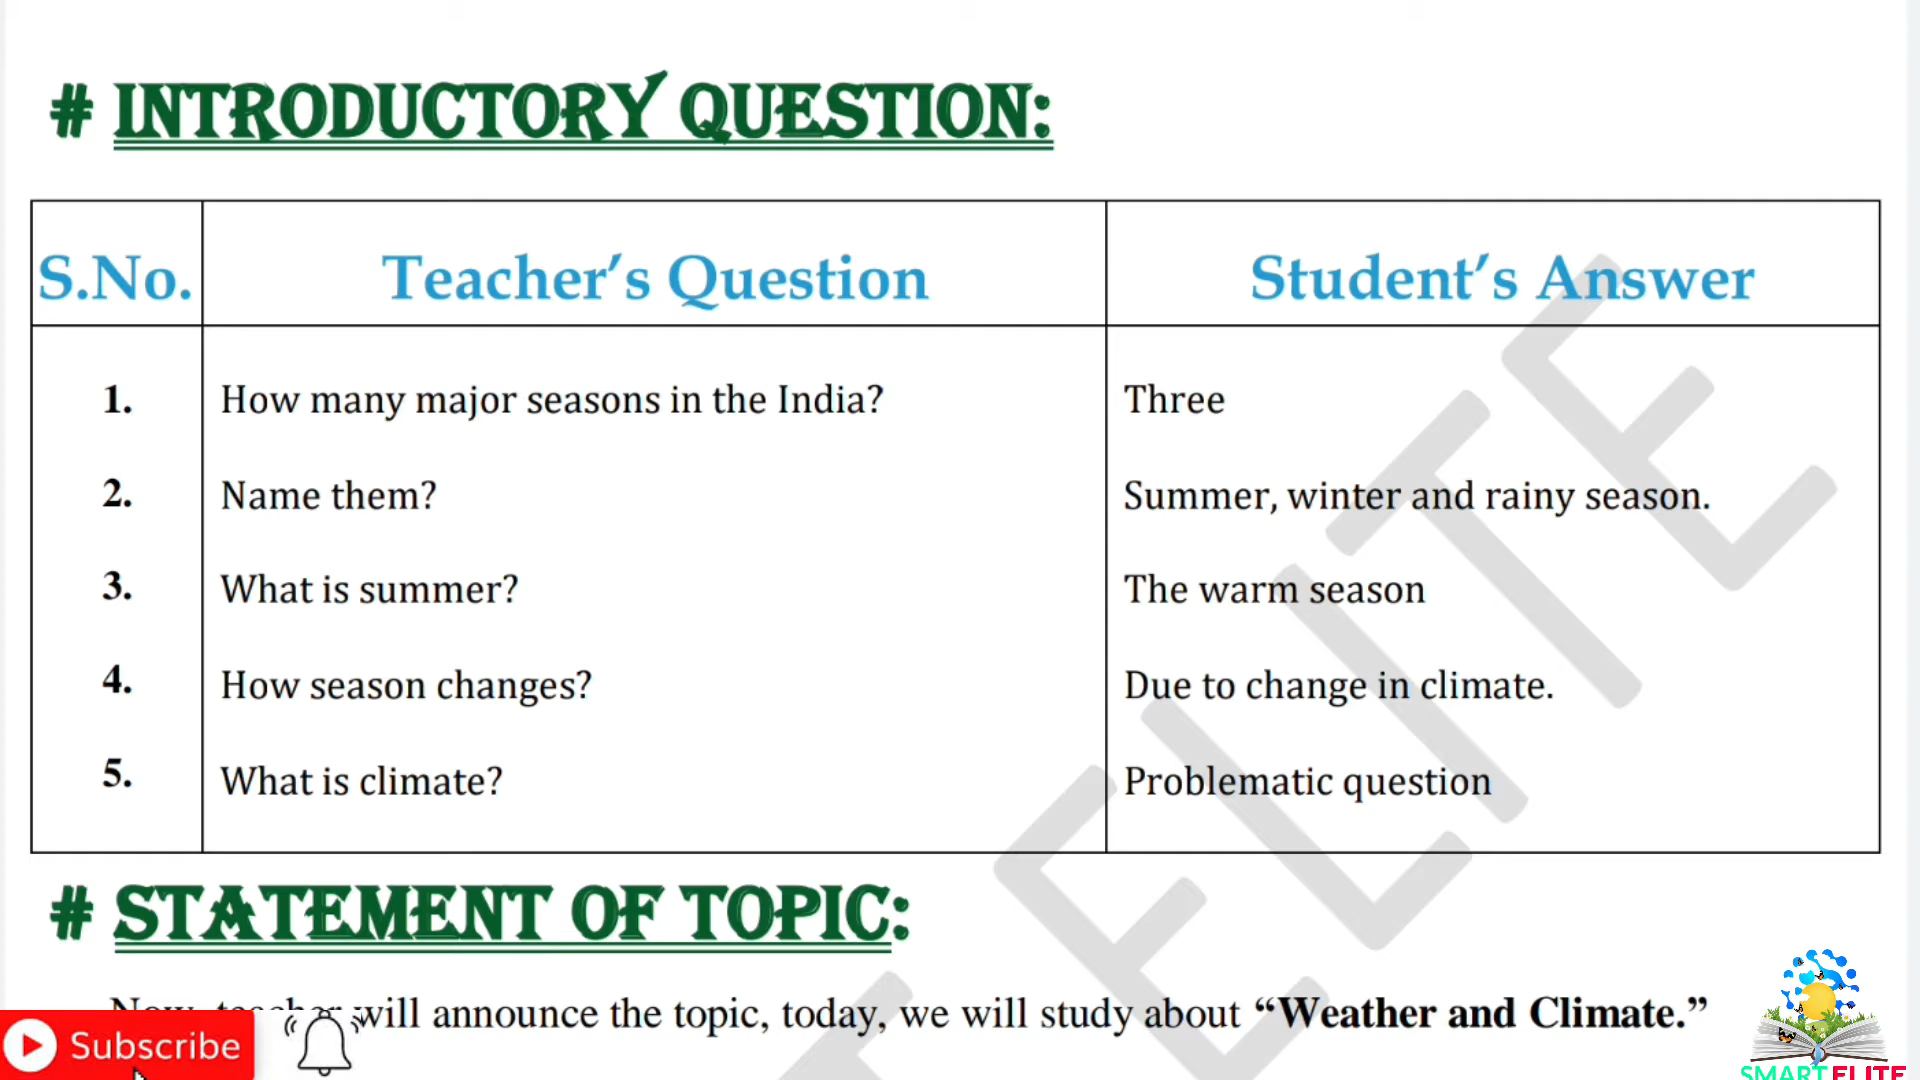 # INTRODUCTORY QUESTION:
S.No. Teacher's Question Student's Answer
1. How many major seasons in the India? Three
2. Name them? Summer, winter and rainy season.
3. What is summer? The warm season
4. How season changes? Due to change in climate.
5. What is climate? Problematic question
# STATEMENT OF TOPIC:
Now, teacher will announce the topic, today, we will study about “Weather and Climate.”
Subscribe
SMART ELITE